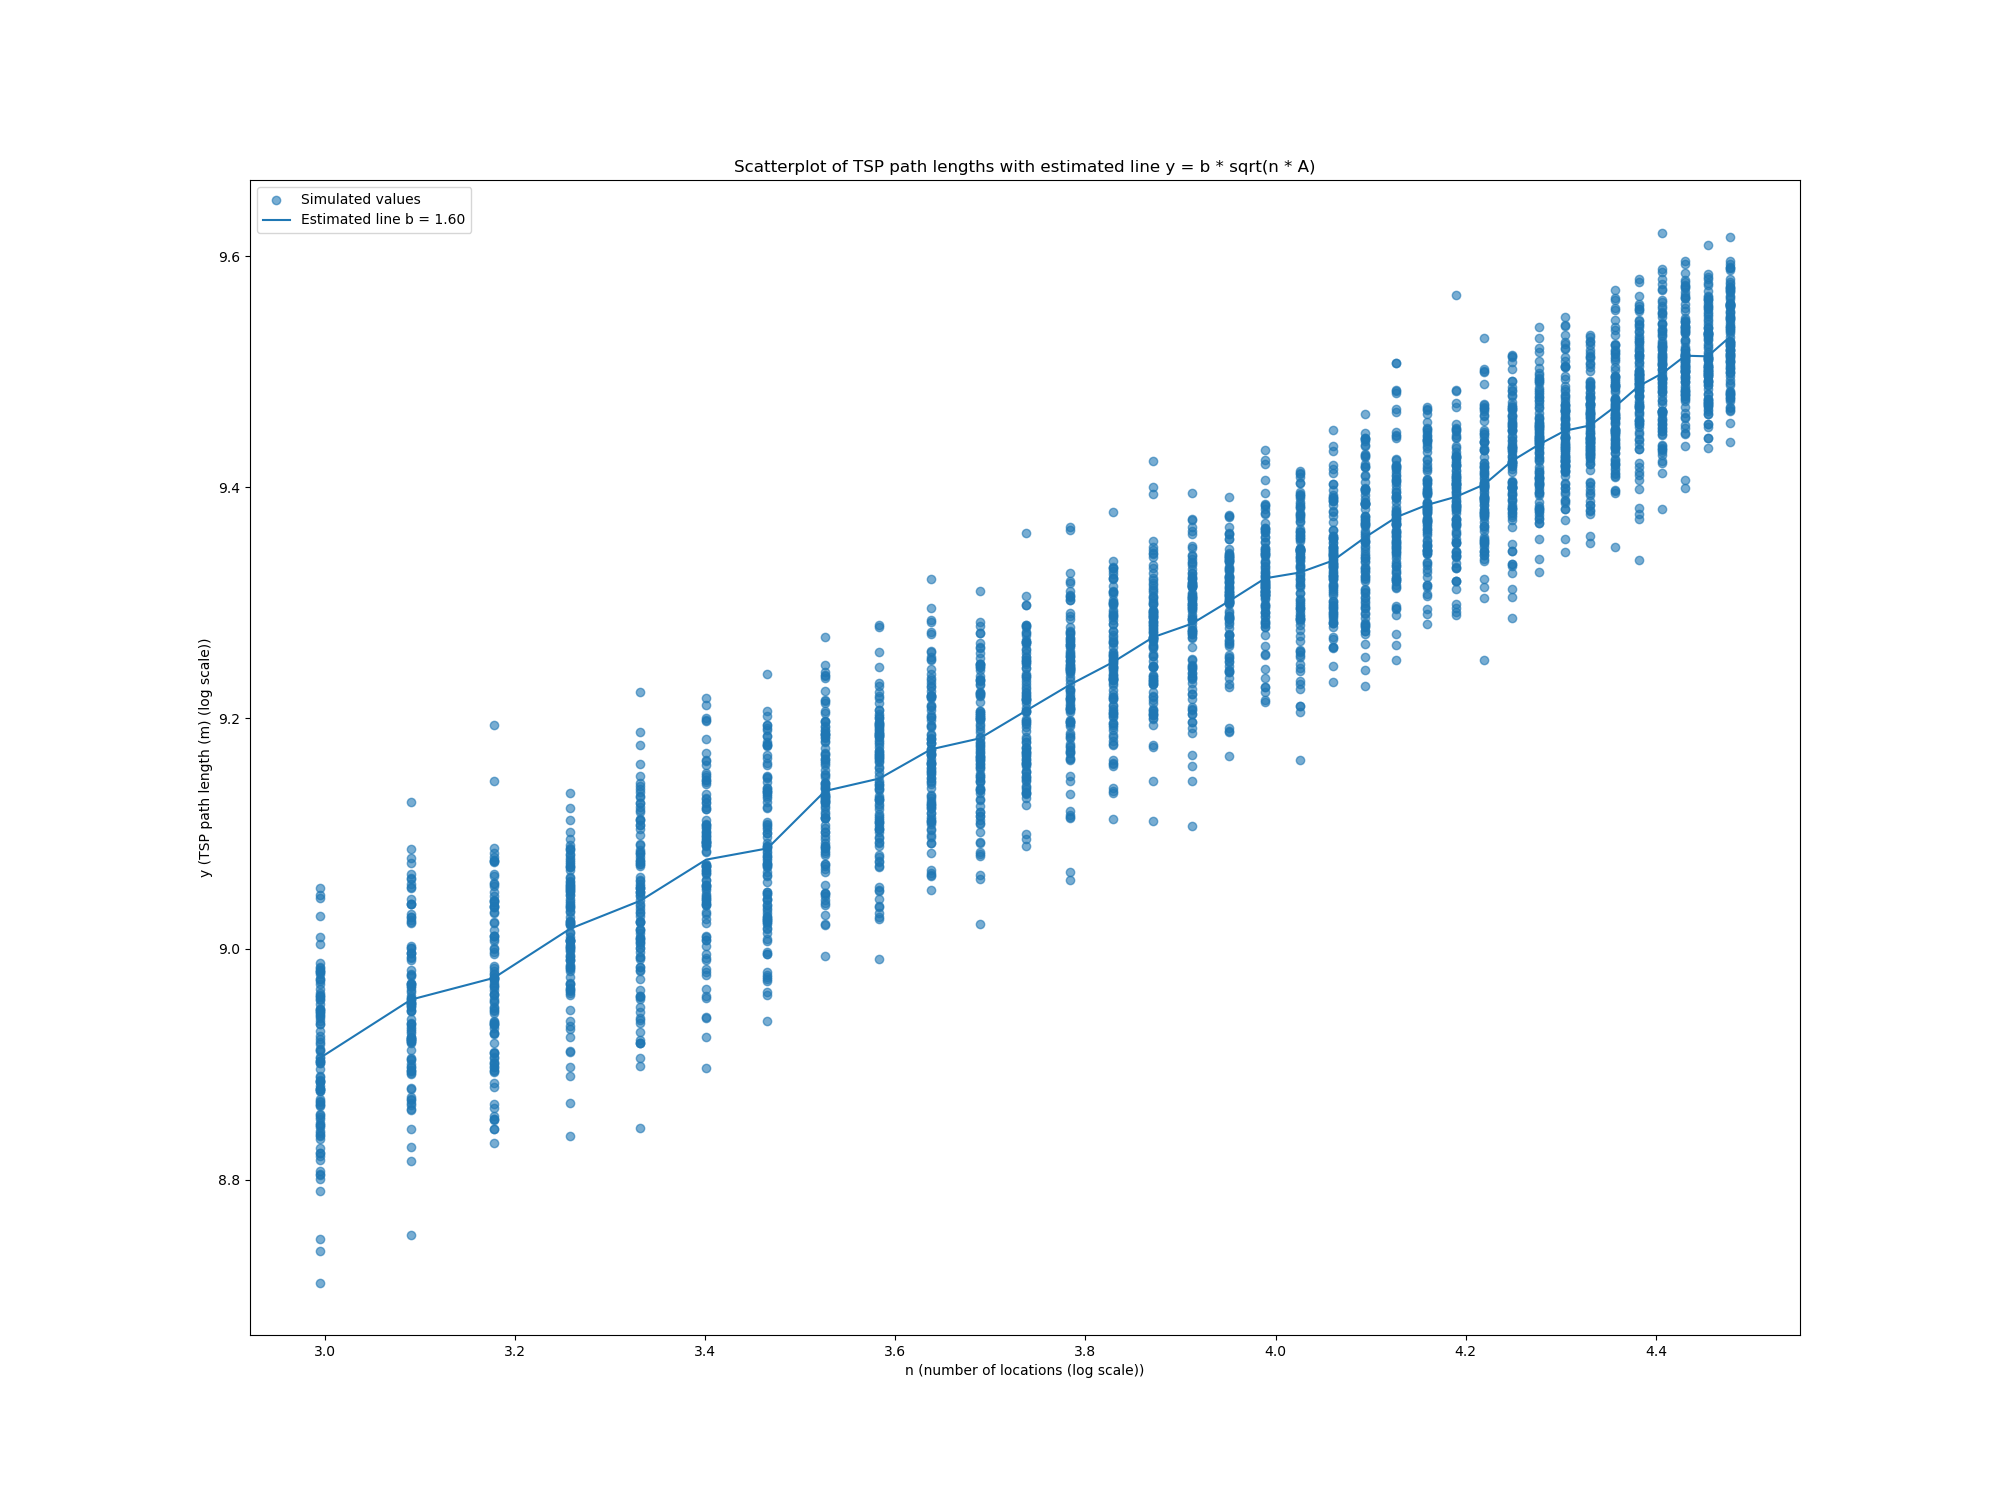 Scatterplot of TSP path lengths with estimated line y = b * sqrt(n * A)
Simulated values
Estimated line b = 1.60
9.6
9.4
9.2
9.0
8.8
y (TSP path length (m) (log scale))
3.0 3.2 3.4 3.6 3.8 4.0 4.2 4.4
n (number of locations (log scale))